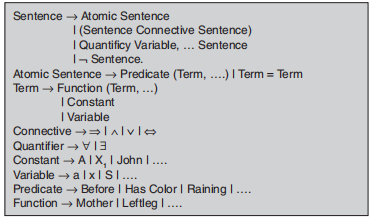 Sentence → Atomic Sentence
| (Sentence Connective Sentence)
| Quantificy Variable, ... Sentence
| ¬ Sentence.
Atomic Sentence → Predicate (Term, ....) | Term = Term
Term → Function (Term, ...)
| Constant
| Variable
Connective → ⇒ | ∧ | ∨ | ⇔
Quantifier → ∀ | ∃
Constant → A | X₁ | John | ....
Variable → a | x | S | ....
Predicate → Before | Has Color | Raining | ....
Function → Mother | Leftleg | ....